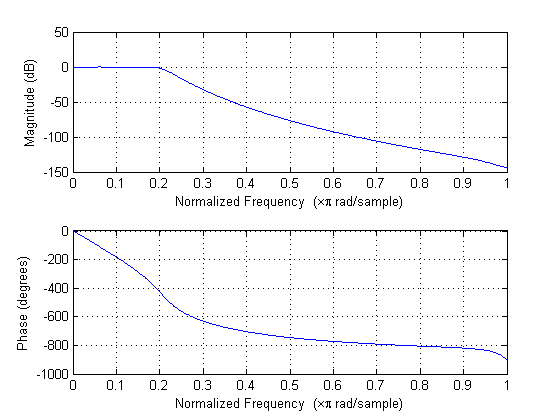 50
0
-50
-100
-150
Magnitude (dB)
0 0.1 0.2 0.3 0.4 0.5 0.6 0.7 0.8 0.9 1
Normalized Frequency (×π rad/sample)
0
-200
-400
-600
-800
-1000
Phase (degrees)
0 0.1 0.2 0.3 0.4 0.5 0.6 0.7 0.8 0.9 1
Normalized Frequency (×π rad/sample)